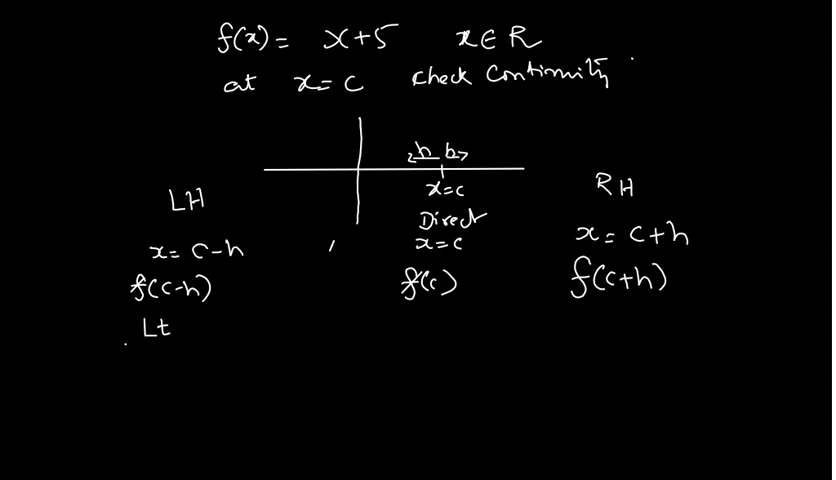 f(x) = x+5 x∈R
at x=c check Continuity
h h
x=c
LH Direct RH
x=c-h x=c x=c+h
f(c-h) f(c) f(c+h)
Lt